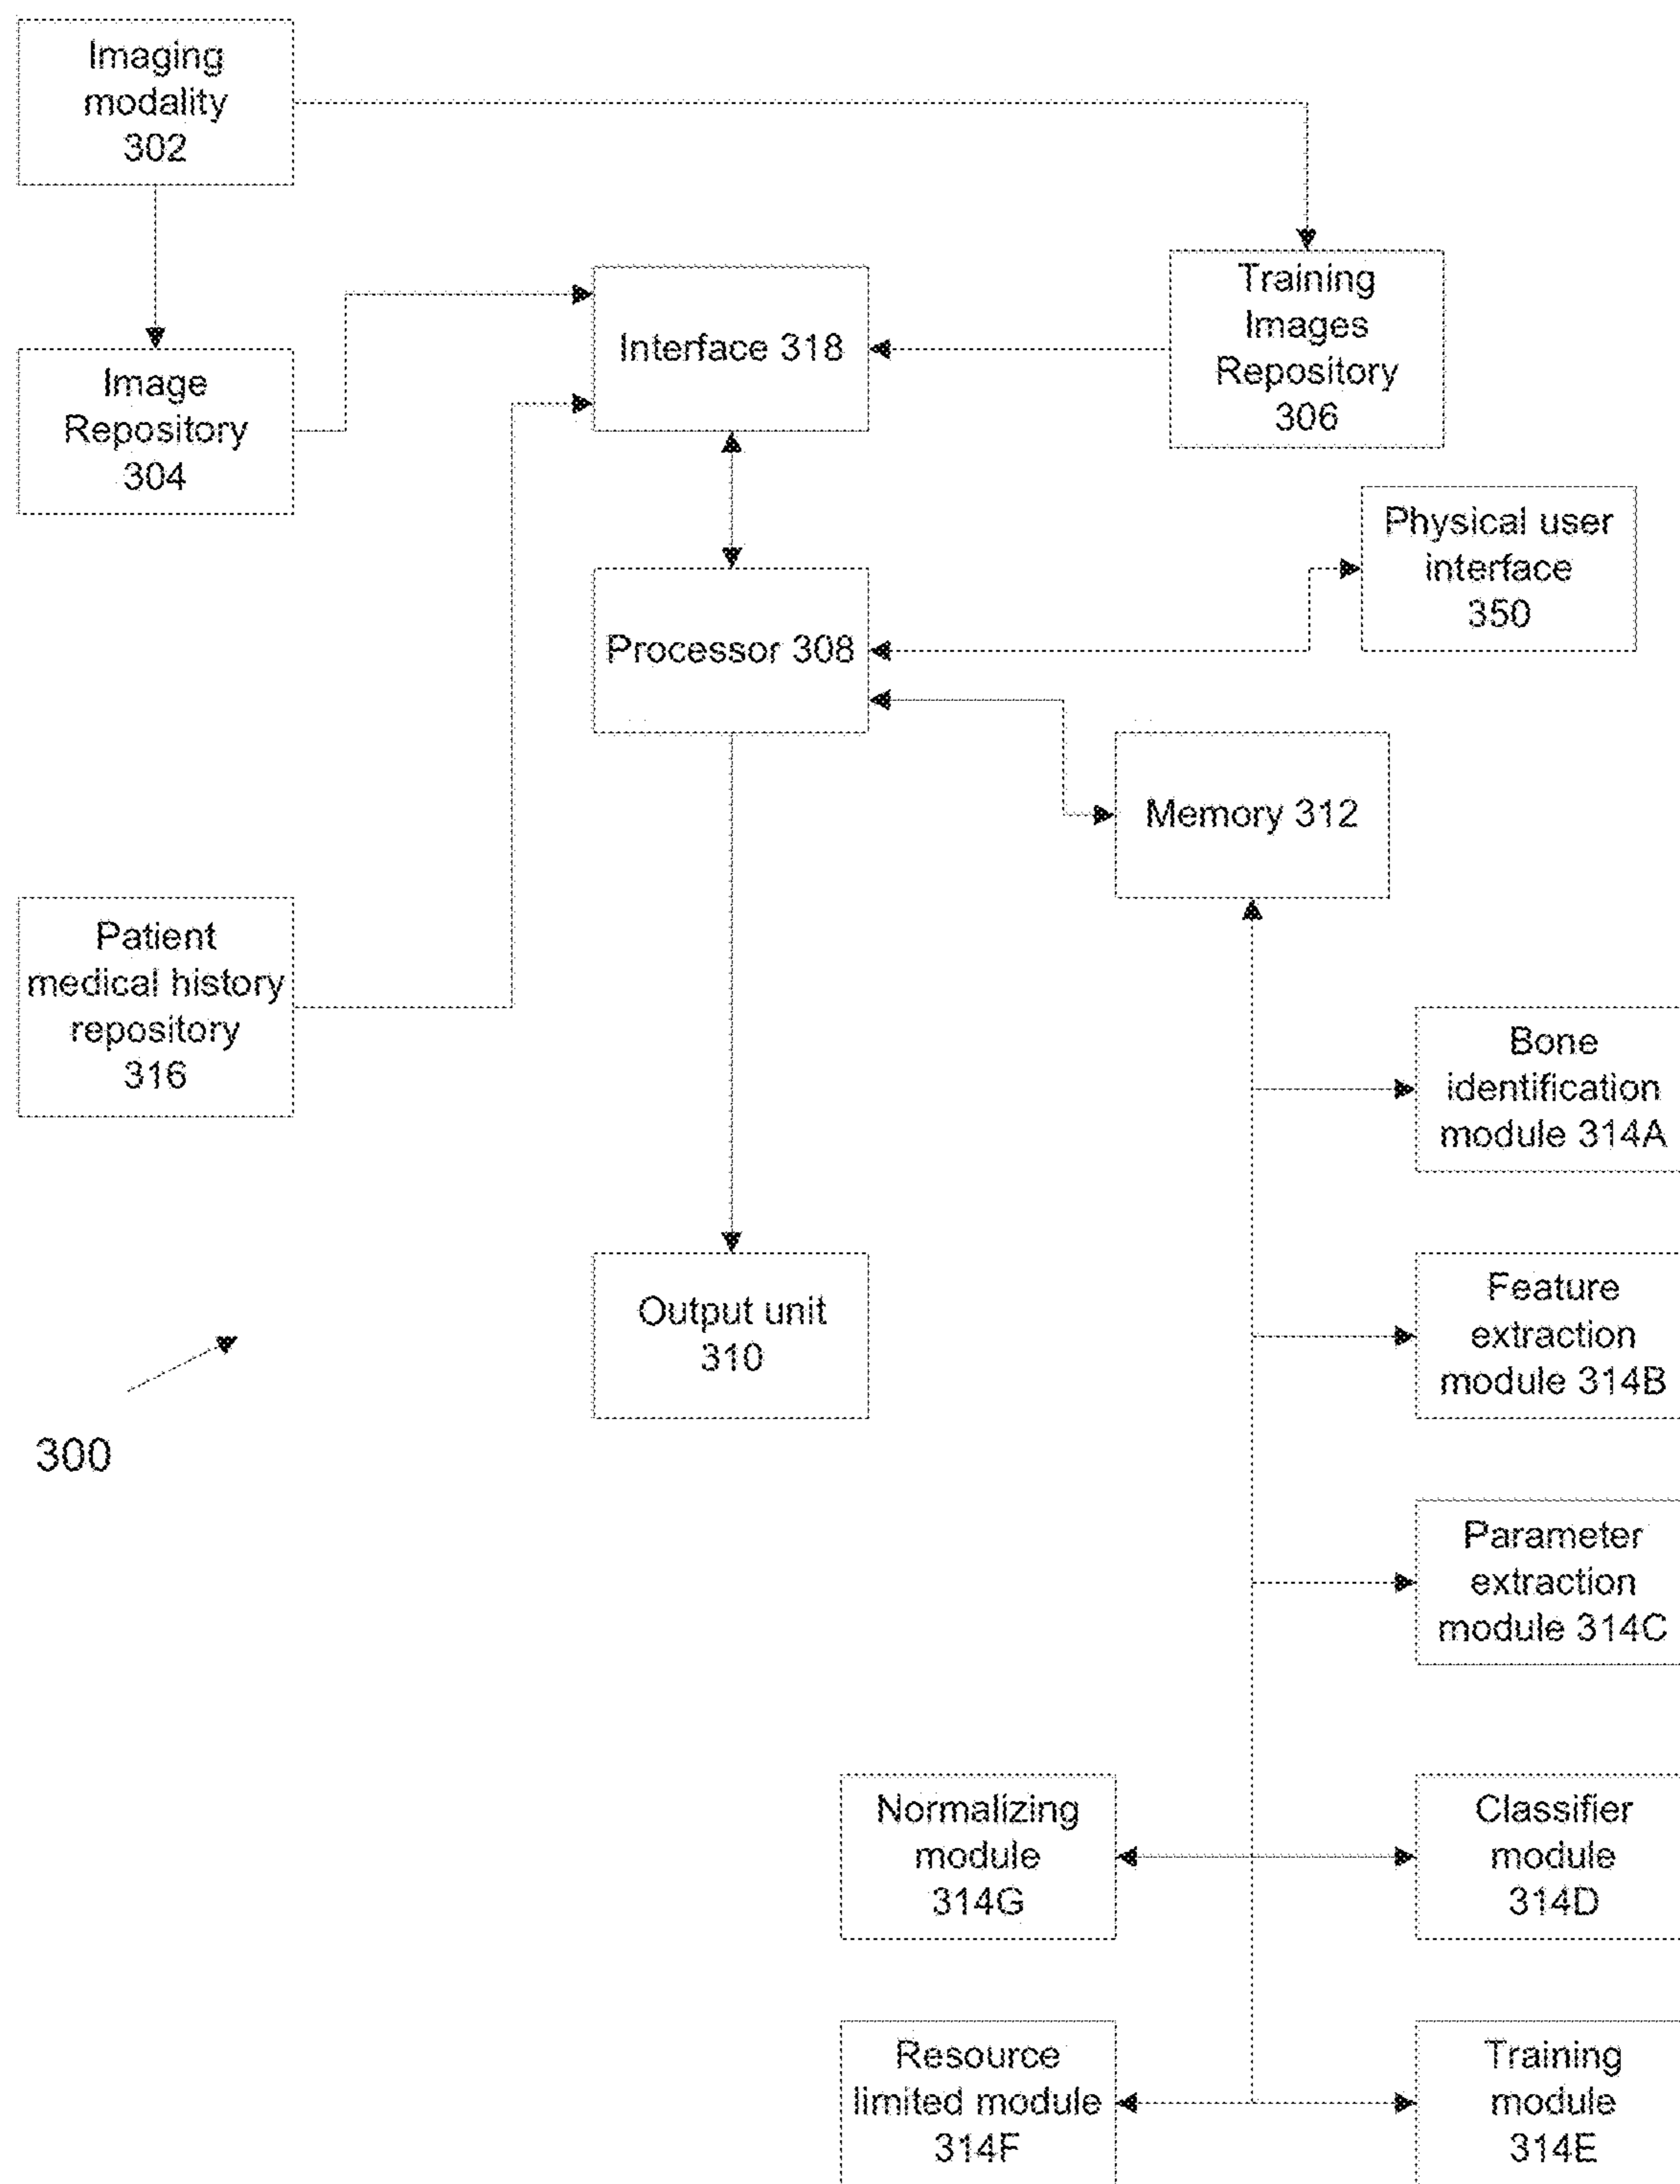 Imaging
modality
302
Image
Repository
304
Interface 318
Training
Images
Repository
306
Physical user
interface
350
Processor 308
Memory 312
Patient
medical history
repository
316
Output unit
310
300
Bone
identification
module 314A
Feature
extraction
module 314B
Parameter
extraction
module 314C
Normalizing
module
314G
Classifier
module
314D
Resource
limited module
314F
Training
module
314E